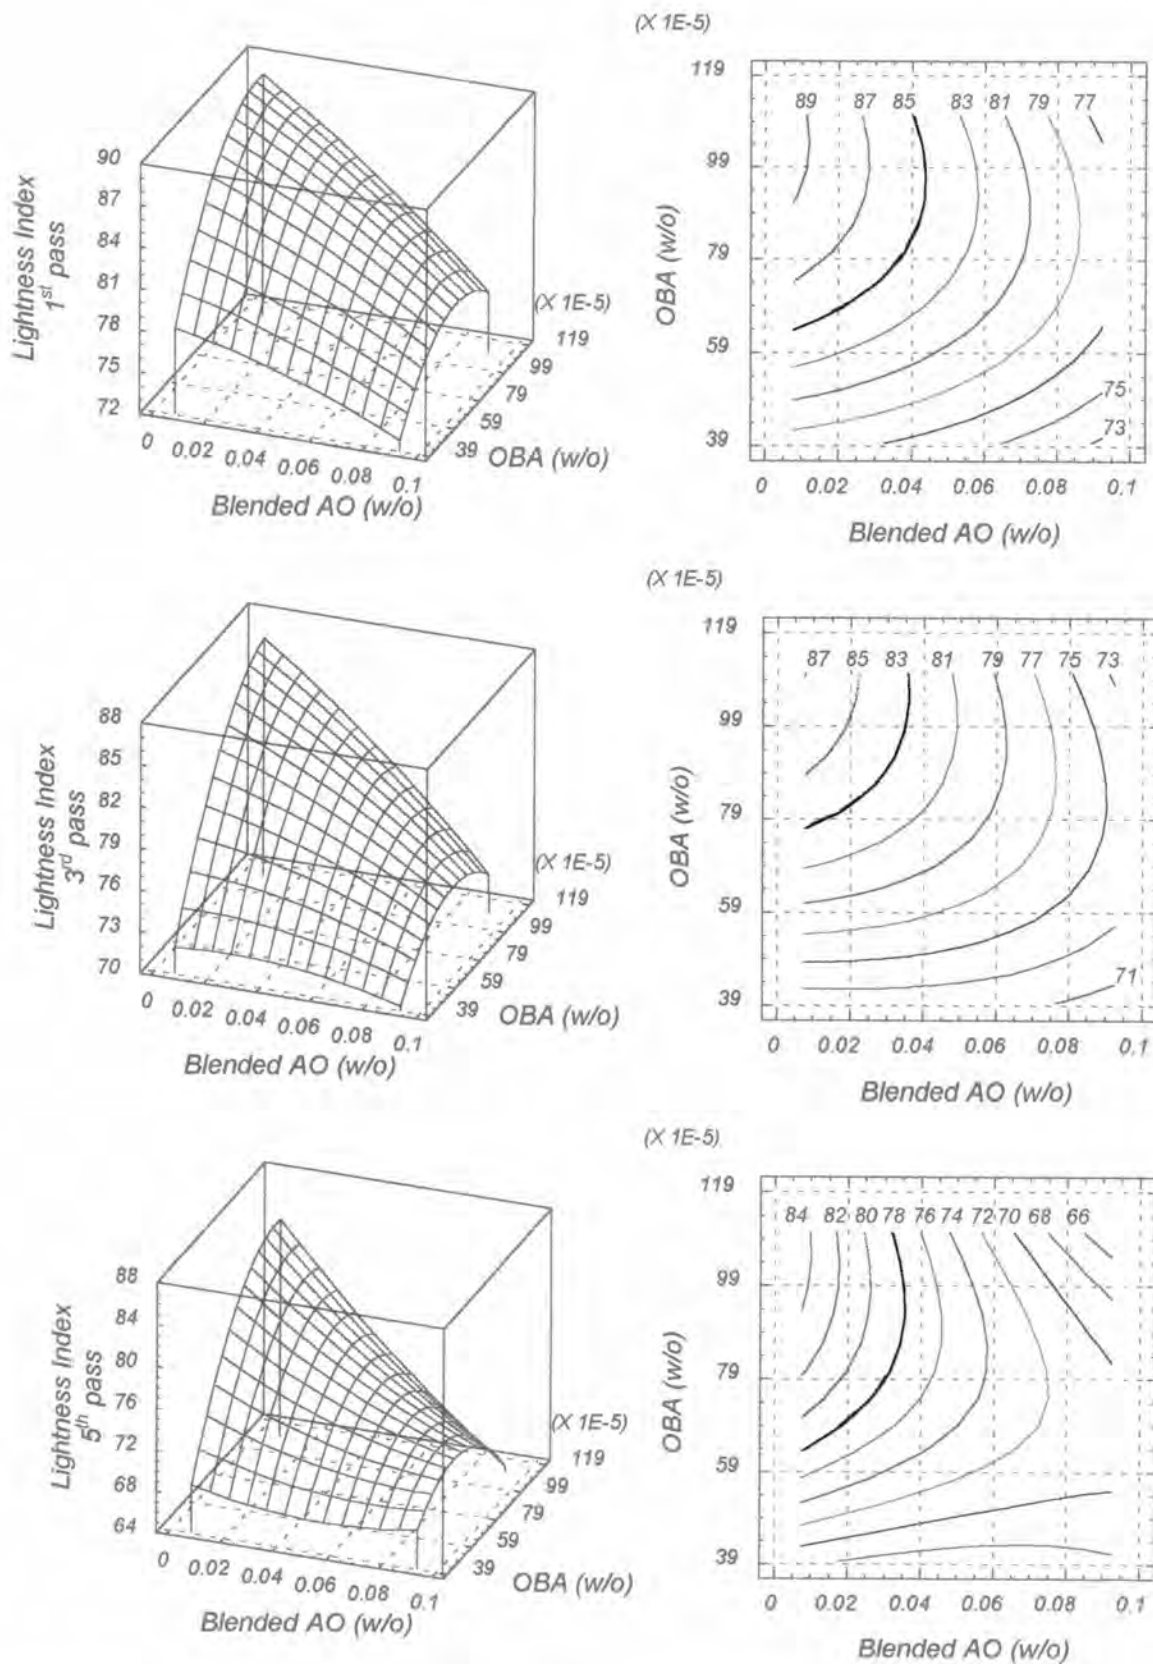 (X 1E-5)
119
99
79
59
39
OBA (w/o)
90
87
84
81
78
75
72
Lightness Index
1st pass
0 0.02 0.04 0.06 0.08 0.1
Blended AO (w/o)
39 59 79 99 119
(X 1E-5)
OBA (w/o)
89 87 85 83 81 79 77
75
73
0 0.02 0.04 0.06 0.08 0.1
Blended AO (w/o)
(X 1E-5)
119
99
79
59
39
OBA (w/o)
88
85
82
79
76
73
70
Lightness Index
3rd pass
0 0.02 0.04 0.06 0.08 0.1
Blended AO (w/o)
39 59 79 99 119
(X 1E-5)
OBA (w/o)
87 85 83 81 79 77 75 73
71
0 0.02 0.04 0.06 0.08 0.1
Blended AO (w/o)
(X 1E-5)
119
99
79
59
39
OBA (w/o)
88
84
80
76
72
68
64
Lightness Index
5th pass
0 0.02 0.04 0.06 0.08 0.1
Blended AO (w/o)
39 59 79 99 119
(X 1E-5)
OBA (w/o)
84 82 80 78 76 74 72 70 68 66
0 0.02 0.04 0.06 0.08 0.1
Blended AO (w/o)